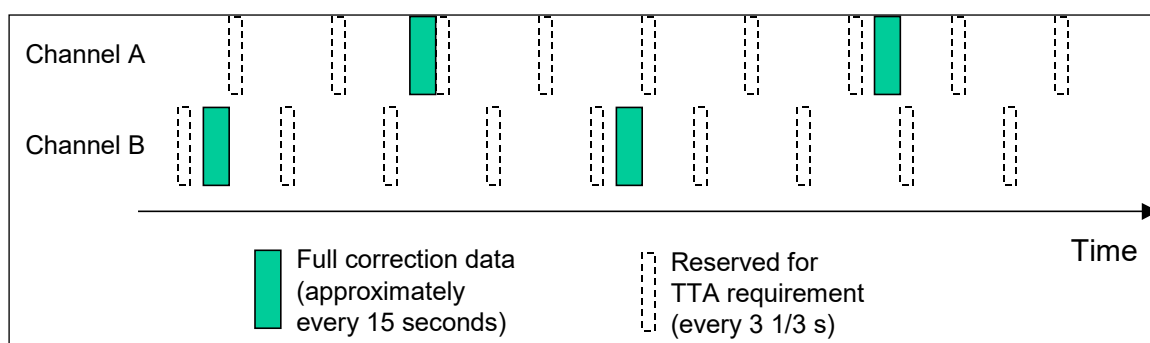 Channel A
Channel B
Time
Full correction data
(approximately
every 15 seconds)
Reserved for
TTA requirement
(every 3 1/3 s)